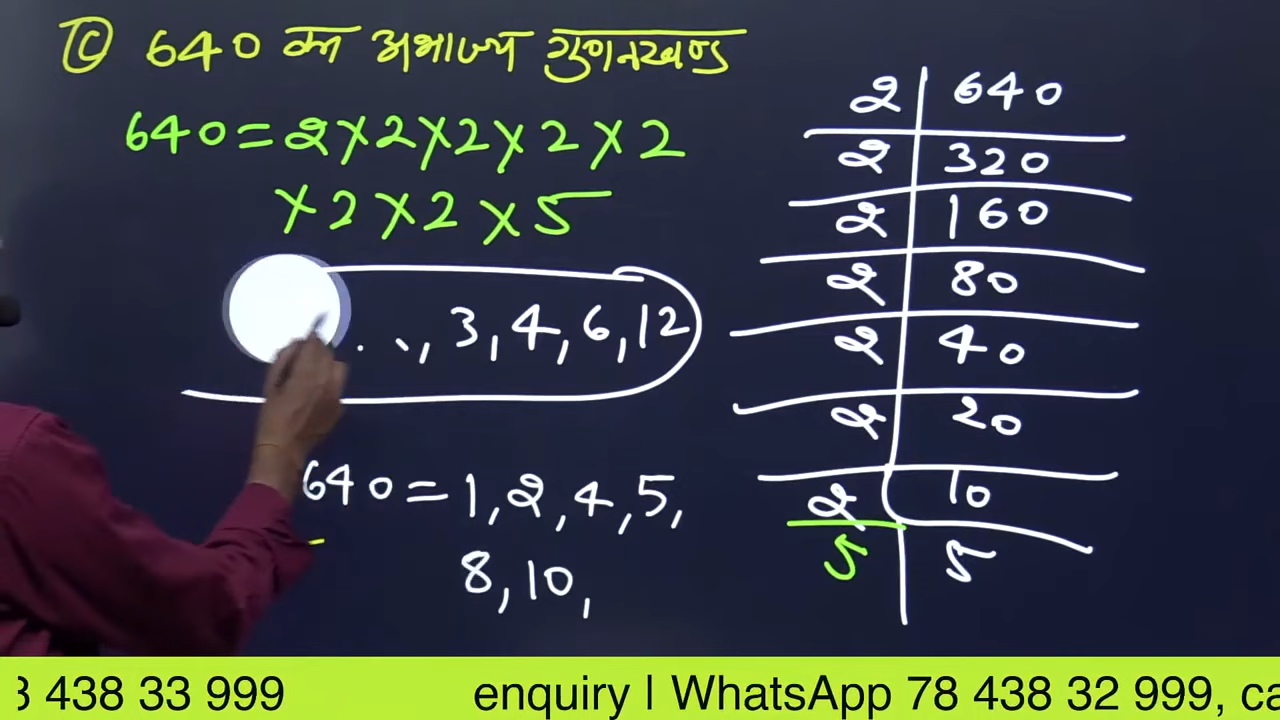 C 640 का अभाज्य गुणनखण्ड
640 = 2 × 2 × 2 × 2 × 2
× 2 × 2 × 5
. ., 3, 4, 6, 12
640 = 1, 2, 4, 5,
8, 10,
2 | 640
2 | 320
2 | 160
2 | 80
2 | 40
2 | 20
2 | 10
5 | 5
3 438 33 999 enquiry | WhatsApp 78 438 32 999, ca